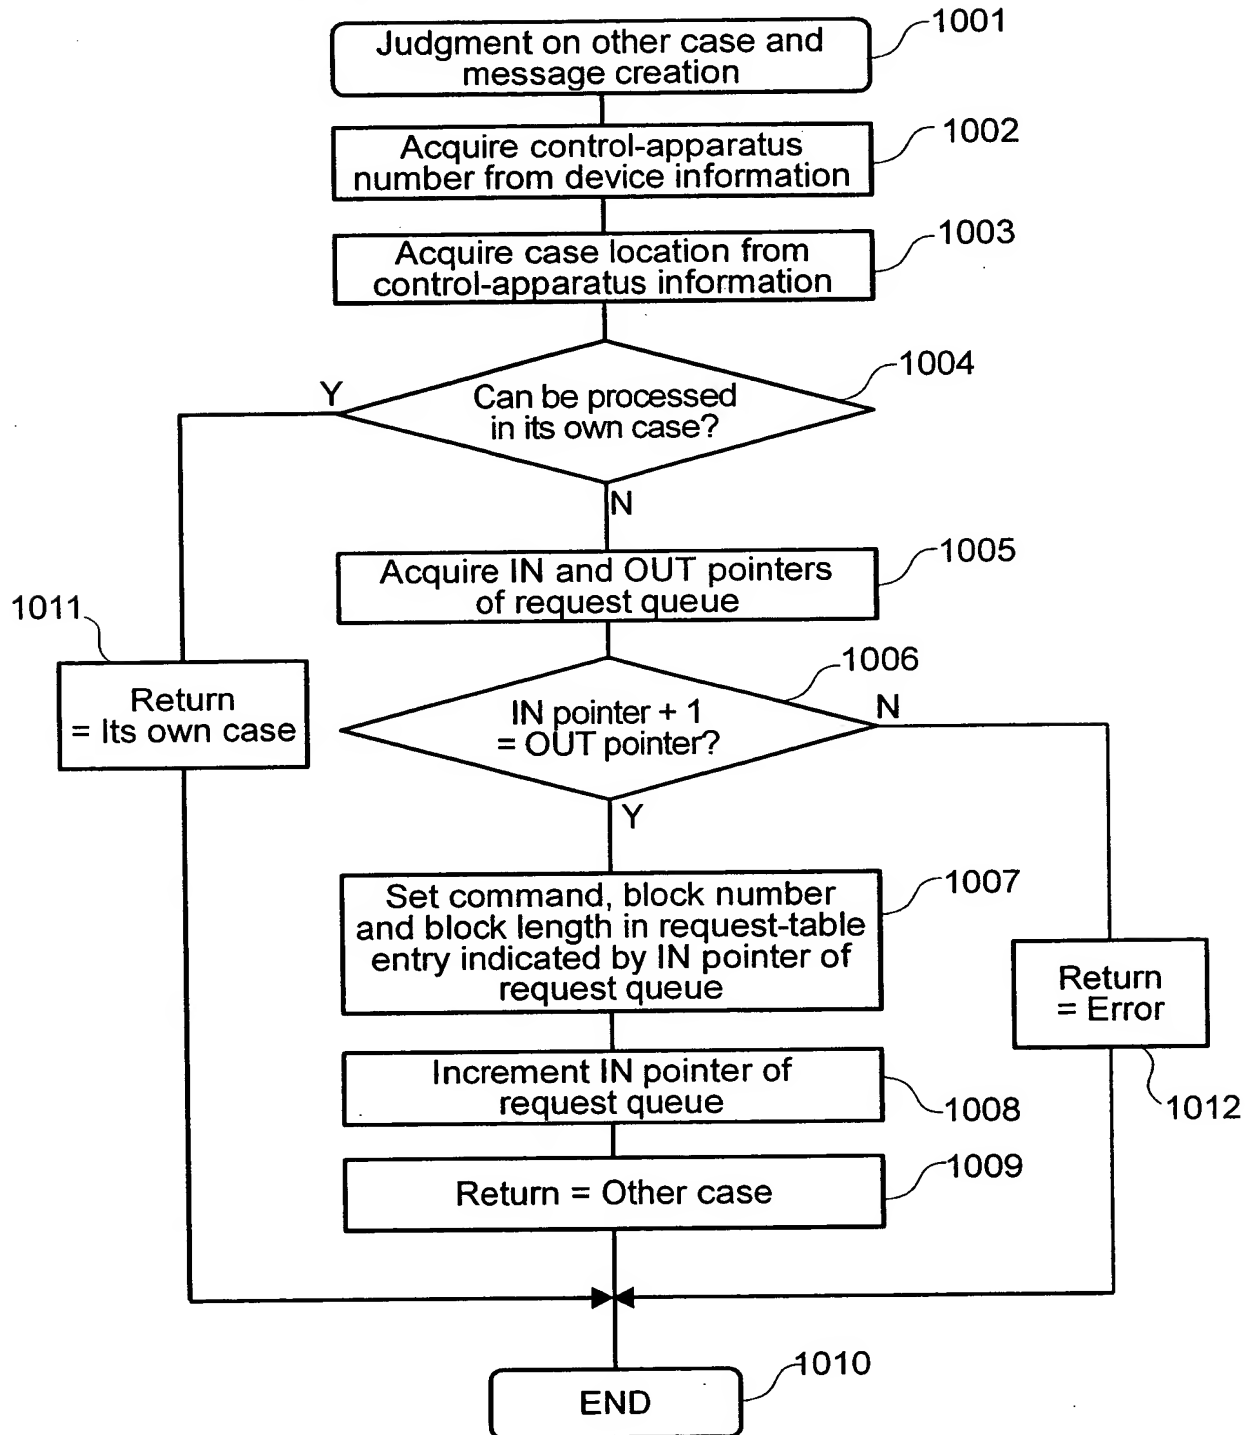 1001
Judgment on other case and
message creation
1002
Acquire control-apparatus
number from device information
1003
Acquire case location from
control-apparatus information
1004
Y
Can be processed
in its own case?
N
1005
Acquire IN and OUT pointers
of request queue
1011
Return
= Its own case
1006
N
IN pointer + 1
= OUT pointer?
Y
1007
Set command, block number
and block length in request-table
entry indicated by IN pointer of
request queue
Return
= Error
1012
Increment IN pointer of
request queue
1008
1009
Return = Other case
1010
END